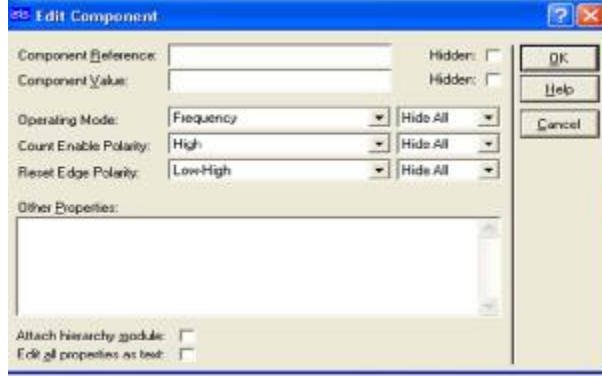 isis Edit Component
Component Reference: Hidden:
Component Value: Hidden:
OK
Help
Cancel
Operating Mode: Frequency Hide All
Count Enable Polarity: High Hide All
Reset Edge Polarity: Low-High Hide All
Other Properties:
Attach hierarchy module:
Edit all properties as text: